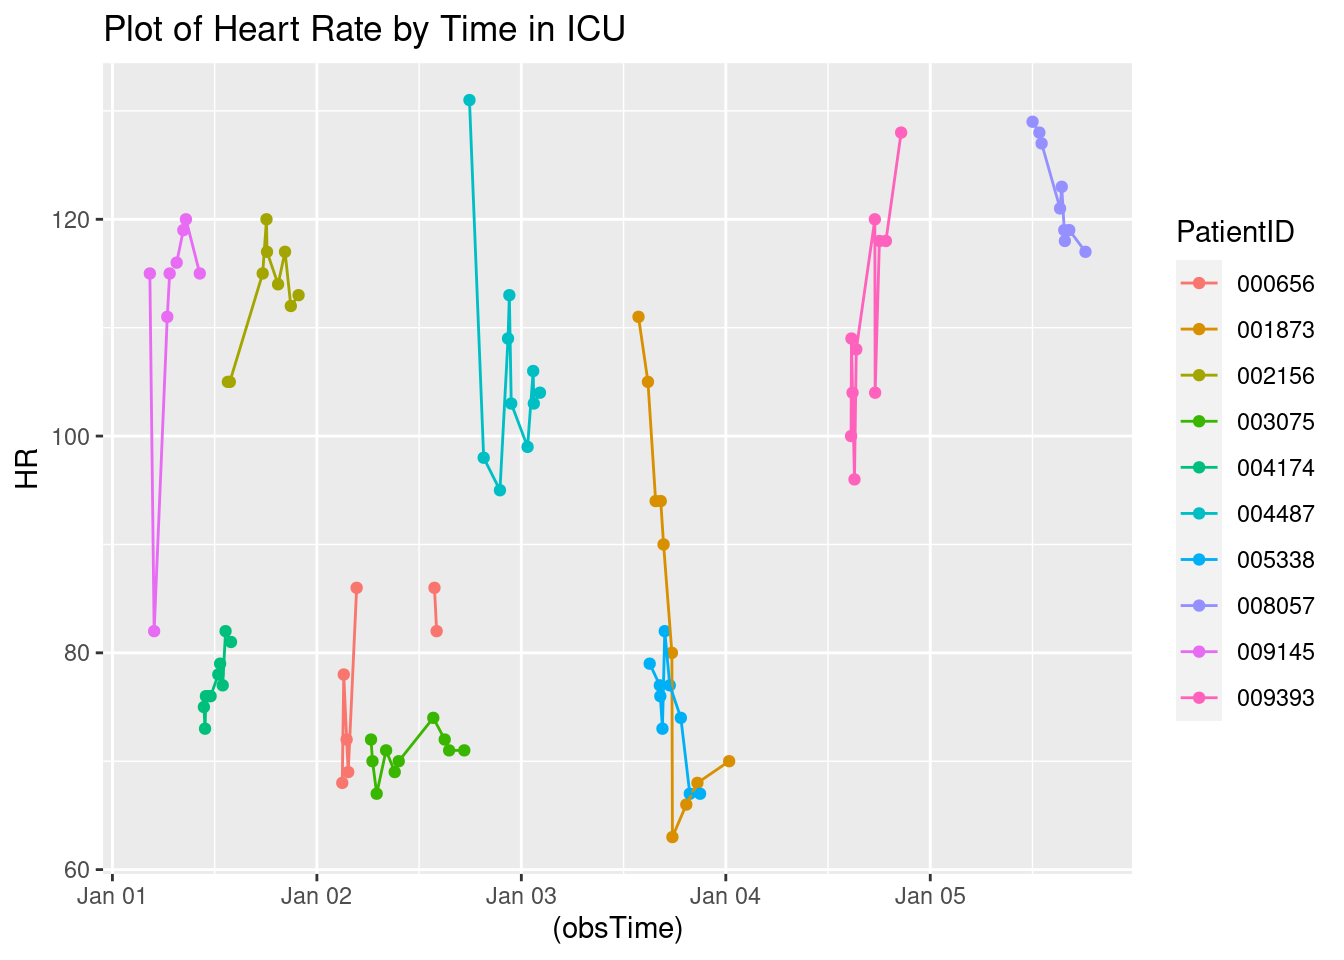 Plot of Heart Rate by Time in ICU
HR
120
100
80
60
Jan 01
Jan 02
Jan 03
Jan 04
Jan 05
(obsTime)
PatientID
000656
001873
002156
003075
004174
004487
005338
008057
009145
009393